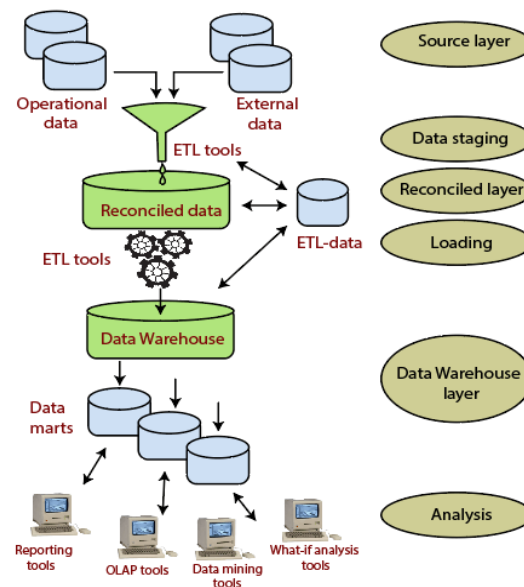 Source layer
Operational
data
External
data
ETL tools
Data staging
Reconciled data
Reconciled layer
ETL-data
ETL tools
Loading
Data Warehouse
Data Warehouse
layer
Data
marts
Reporting
tools
OLAP tools
Data mining
tools
What-if analysis
tools
Analysis